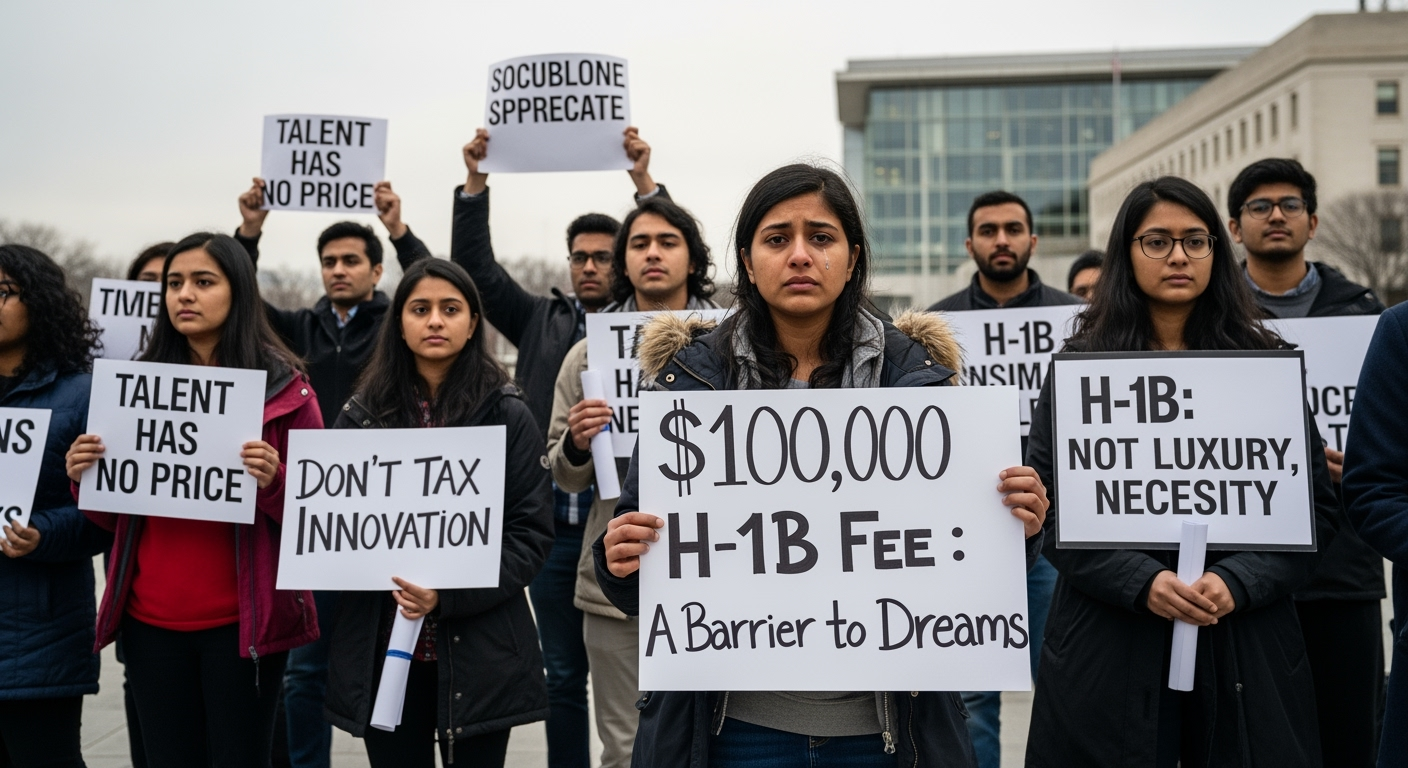 SOCUBLONE
SPPRECATE
TALENT
HAS
NO PRICE
TALENT
HAS
NO PRICE
DON'T TAX
INNOVATION
$100,000
H-1B FEE:
A Barrier to Dreams
H-1B
H-1B:
NOT LUXURY,
NECESITY